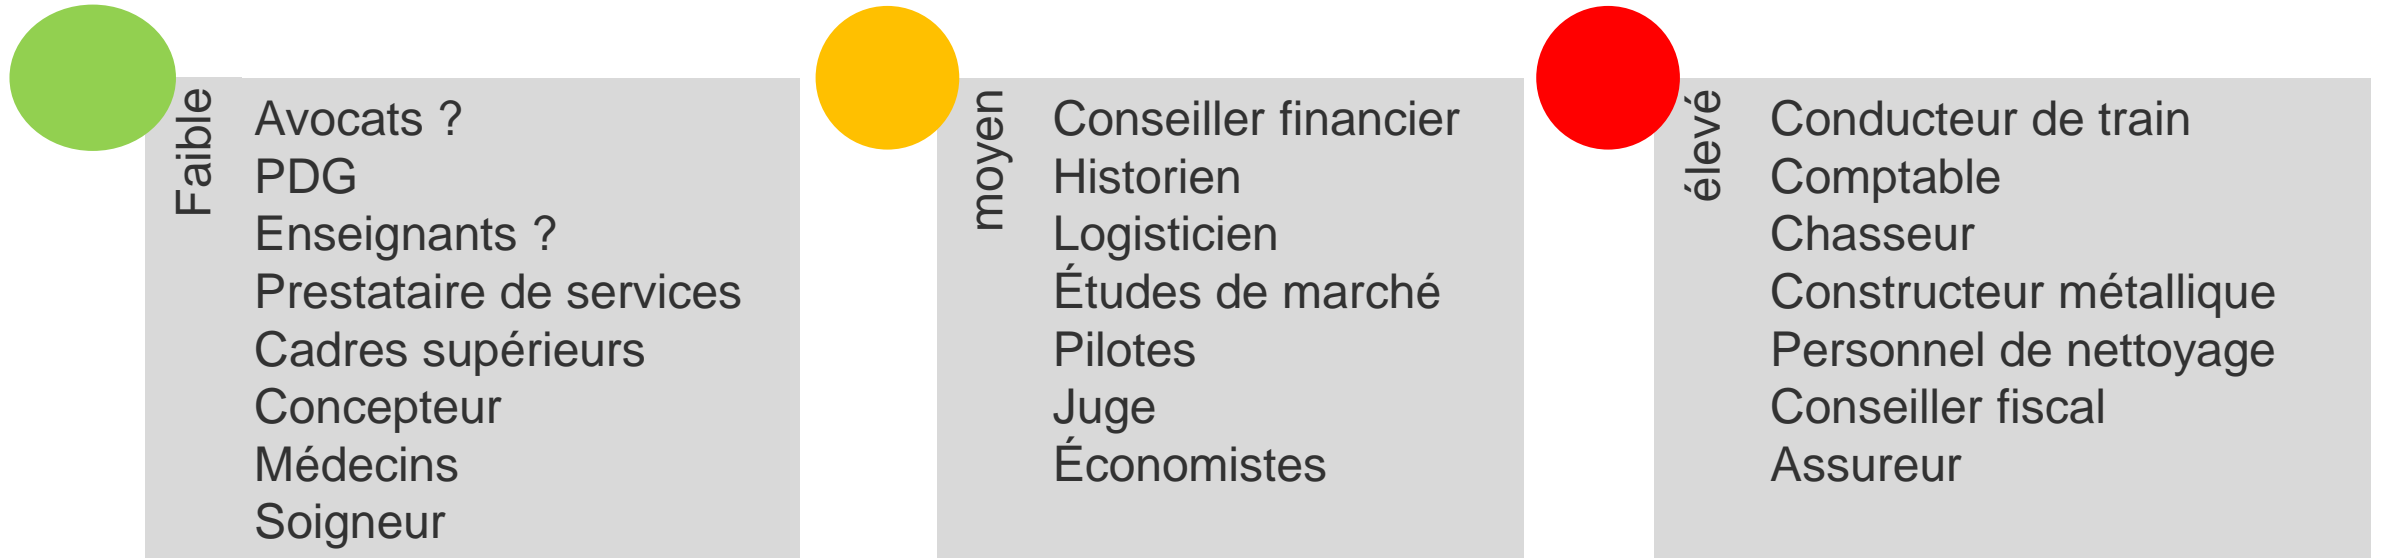 Faible
Avocats ?
PDG
Enseignants ?
Prestataire de services
Cadres supérieurs
Concepteur
Médecins
Soigneur
moyen
Conseiller financier
Historien
Logisticien
Études de marché
Pilotes
Juge
Économistes
élevé
Conducteur de train
Comptable
Chasseur
Constructeur métallique
Personnel de nettoyage
Conseiller fiscal
Assureur